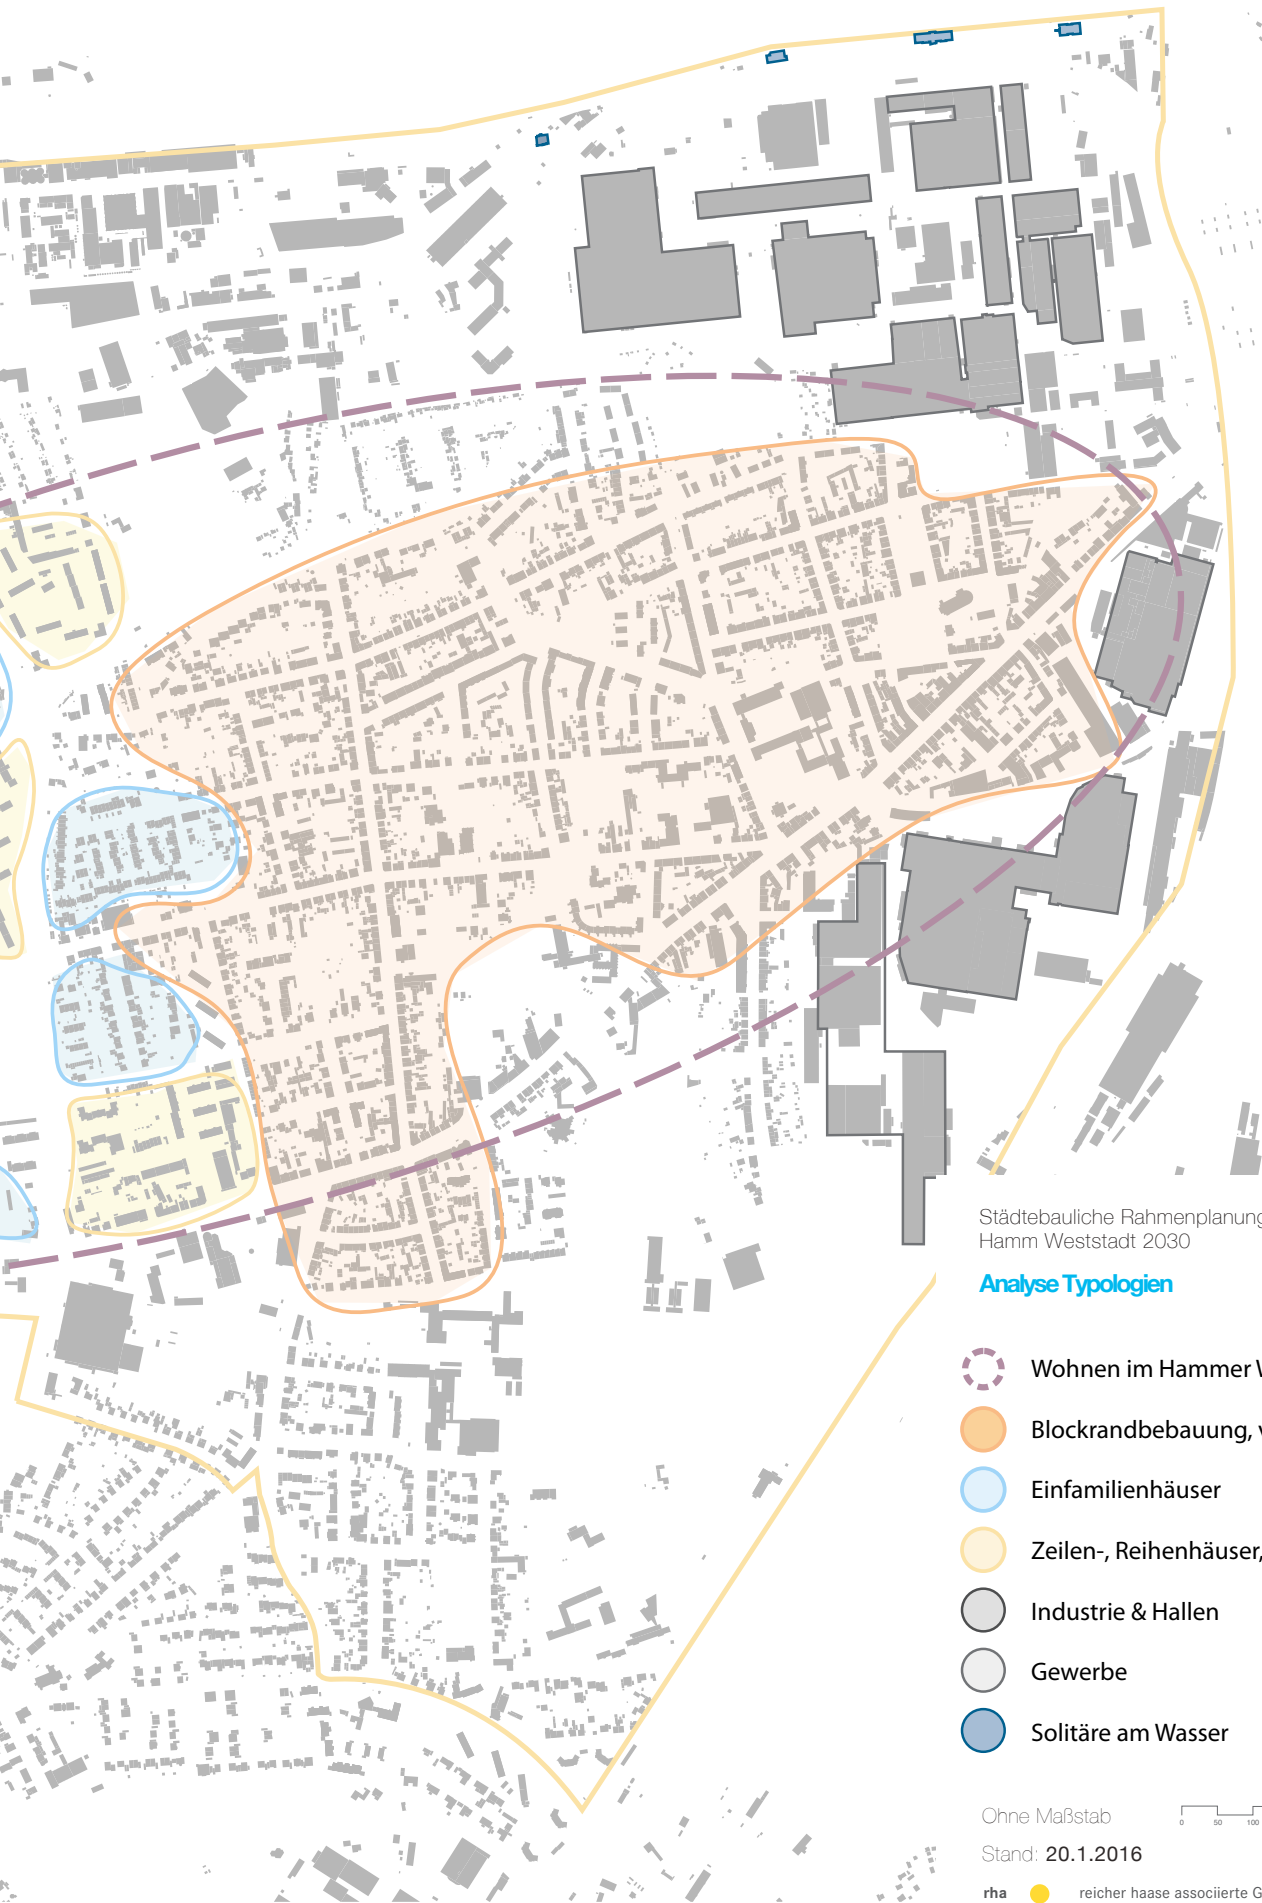 Städtebauliche Rahmenplanung
Hamm Weststadt 2030
Analyse Typologien
Wohnen im Hammer
Blockrandbebauung,
Einfamilienhäuser
Zeilen-, Reihenhäuser,
Industrie & Hallen
Gewerbe
Solitäre am Wasser
Ohne Maßstab
0 50 100
Stand: 20.1.2016
rha reicher haase associierte G